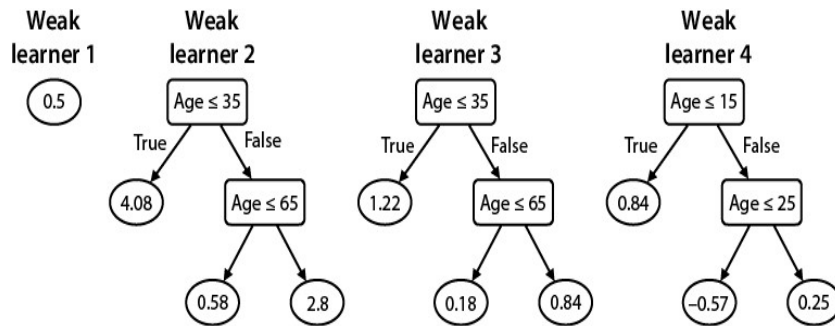 Weak
learner 1
0.5
Weak
learner 2
Age ≤ 35
True
False
4.08
Age ≤ 65
0.58
2.8
Weak
learner 3
Age ≤ 35
True
False
1.22
Age ≤ 65
0.18
0.84
Weak
learner 4
Age ≤ 15
True
False
0.84
Age ≤ 25
−0.57
0.25